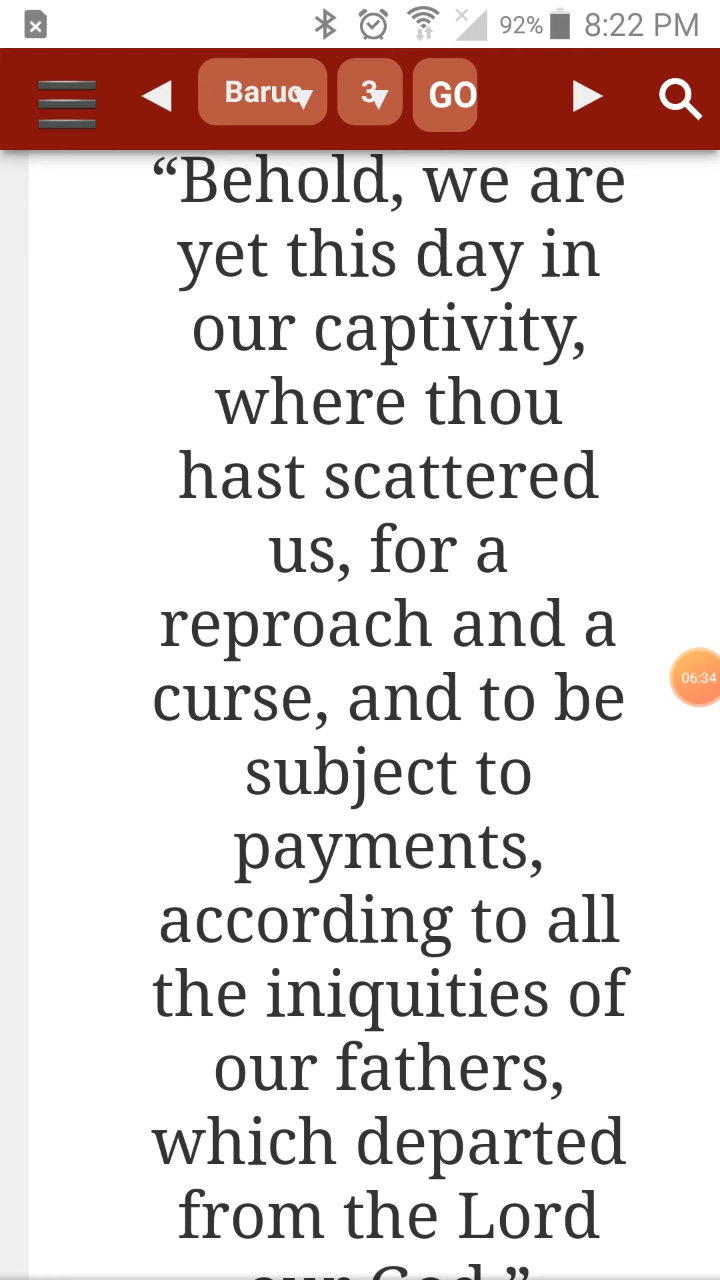 92% 8:22 PM
Baruc 3 GO
“Behold, we are
yet this day in
our captivity,
where thou
hast scattered
us, for a
reproach and a
curse, and to be
subject to
payments,
according to all
the iniquities of
our fathers,
which departed
from the Lord
our God.”
06:34